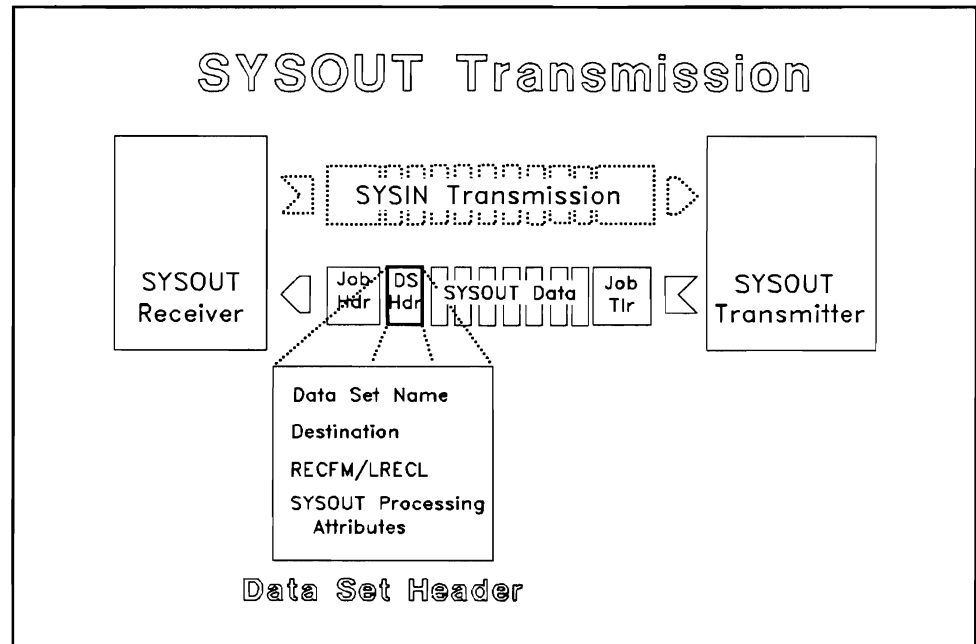 SYSOUT Transmission
SYSIN Transmission
SYSOUT
Receiver
Job
Hdr
DS
Hdr
SYSOUT Data
Job
Tlr
SYSOUT
Transmitter
Data Set Name
Destination
RECFM/LRECL
SYSOUT Processing
Attributes
Data Set Header